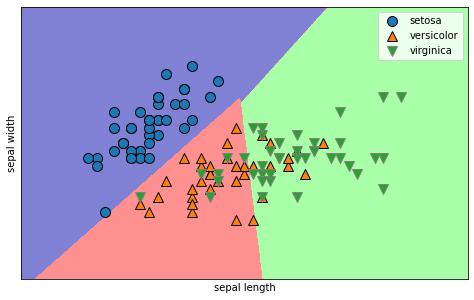 setosa
versicolor
virginica
sepal width
sepal length